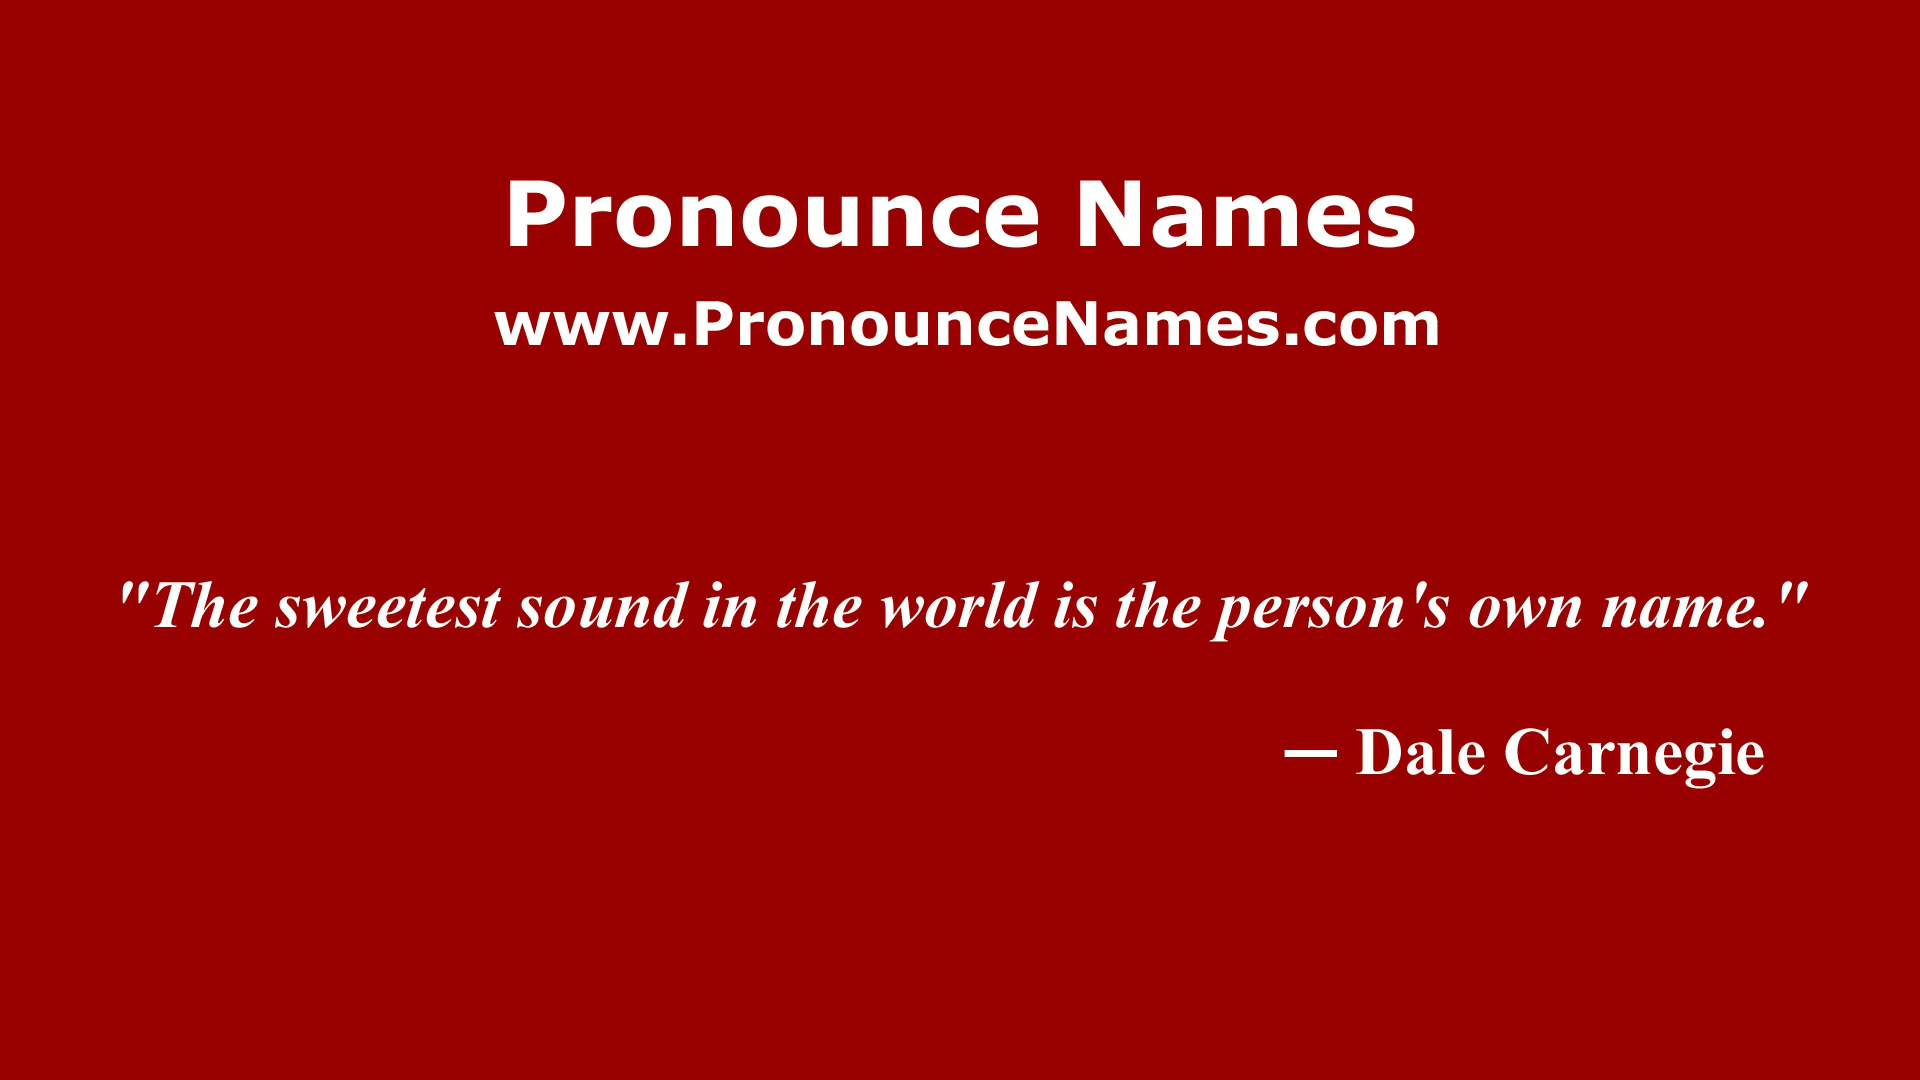 Pronounce Names
www.PronounceNames.com
"The sweetest sound in the world is the person's own name."
— Dale Carnegie